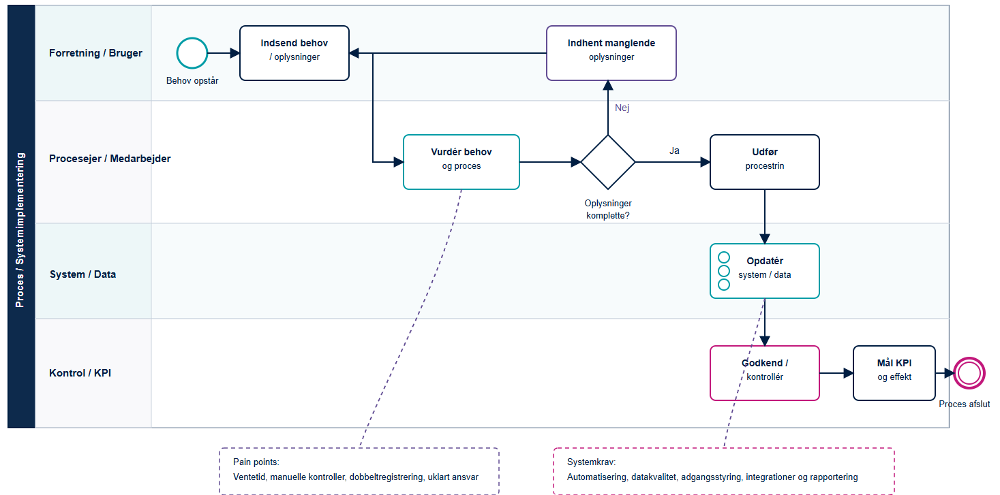 Proces / Systemimplementering
Forretning / Bruger
Behov opstår
Indsend behov
/ oplysninger
Indhent manglende
oplysninger
Nej
Procesejer / Medarbejder
Vurdér behov
og proces
Oplysninger
komplette?
Ja
Udfør
procestrin
System / Data
Opdatér
system / data
Kontrol / KPI
Godkend /
kontrollér
Mål KPI
og effekt
Proces afslut
Pain points:
Ventetid, manuelle kontroller, dobbeltregistrering, uklart ansvar
Systemkrav:
Automatisering, datakvalitet, adgangsstyring, integrationer og rapportering